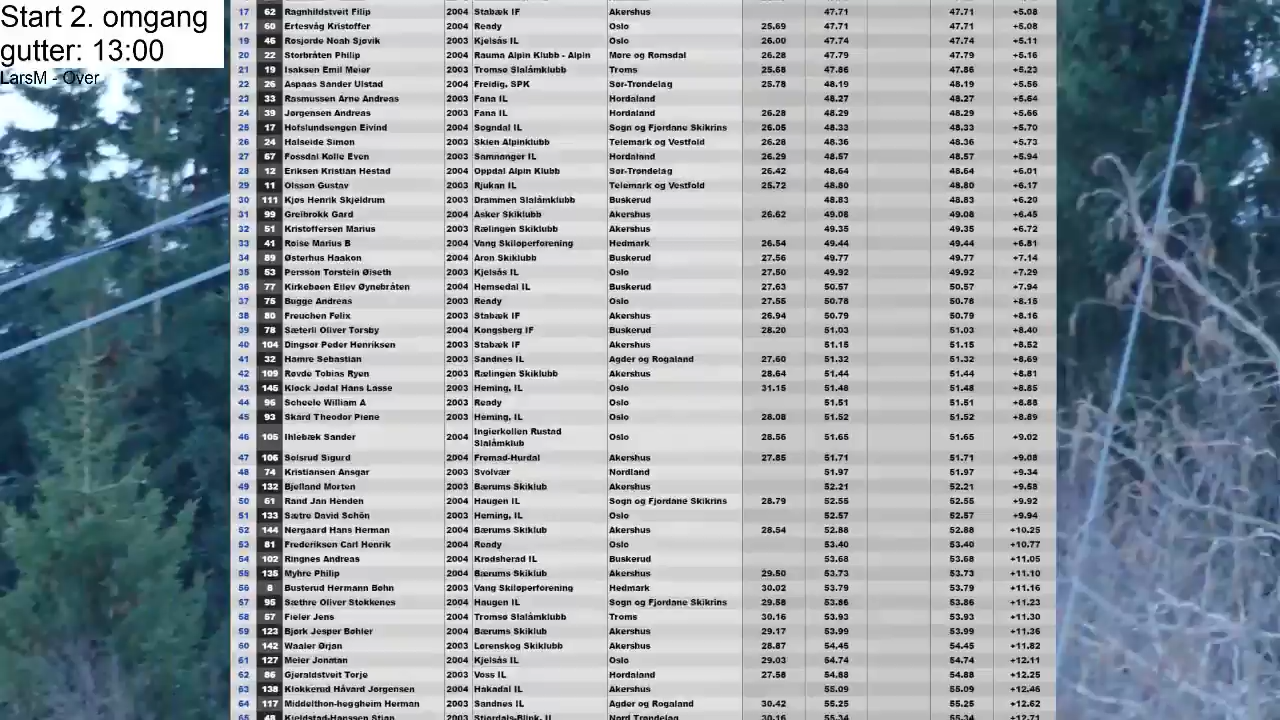 Start 2. omgang
gutter: 13:00
LarsM - Over
17 62 Ragnhildstveit Filip 2004 Stabæk IF Akershus 47.71 47.71 +5.08
17 60 Ertesvåg Kristoffer 2004 Ready Oslo 25.69 47.71 47.71 +5.08
19 46 Røsjorde Noah Sjøvik 2003 Kjelsås IL Oslo 26.00 47.74 47.74 +5.11
20 22 Storbråten Philip 2004 Rauma Alpin Klubb - Alpin Møre og Romsdal 26.28 47.79 47.79 +5.16
21 19 Isaksen Emil Meier 2003 Tromsø Slalåmklubb Troms 25.68 47.86 47.86 +5.23
22 26 Aspaas Sander Ulstad 2004 Freidig, SPK Sør-Trøndelag 25.78 48.19 48.19 +5.56
23 33 Rasmussen Arne Andreas 2003 Fana IL Hordaland 48.27 48.27 +5.64
24 39 Jørgensen Andreas 2003 Fana IL Hordaland 26.28 48.29 48.29 +5.66
25 17 Hofslundsengen Eivind 2004 Sogndal IL Sogn og Fjordane Skikrins 26.05 48.33 48.33 +5.70
26 24 Halseide Simon 2003 Skien Alpinklubb Telemark og Vestfold 26.28 48.36 48.36 +5.73
27 67 Fossdal Kolle Even 2003 Samnanger IL Hordaland 26.29 48.57 48.57 +5.94
28 12 Eriksen Kristian Hestad 2004 Oppdal Alpin Klubb Sør-Trøndelag 26.42 48.64 48.64 +6.01
29 11 Olsson Gustav 2003 Rjukan IL Telemark og Vestfold 25.72 48.80 48.80 +6.17
30 111 Kjøs Henrik Skjeldrum 2003 Drammen Slalåmklubb Buskerud 48.83 48.83 +6.20
31 99 Greibrokk Gard 2004 Asker Skiklubb Akershus 26.62 49.08 49.08 +6.45
32 51 Kristoffersen Marius 2003 Rælingen Skiklubb Akershus 49.35 49.35 +6.72
33 41 Røise Marius B 2004 Vang Skiløperforening Hedmark 26.54 49.44 49.44 +6.81
34 89 Østerhus Haakon 2004 Aron Skiklubb Buskerud 27.56 49.77 49.77 +7.14
35 53 Persson Torstein Øiseth 2003 Kjelsås IL Oslo 27.50 49.92 49.92 +7.29
36 77 Kirkebøen Eilev Øynebråten 2004 Hemsedal IL Buskerud 27.63 50.57 50.57 +7.94
37 75 Bugge Andreas 2003 Ready Oslo 27.55 50.78 50.78 +8.15
38 80 Freuchen Felix 2003 Stabæk IF Akershus 26.94 50.79 50.79 +8.16
39 78 Sæterli Oliver Torsby 2004 Kongsberg IF Buskerud 28.20 51.03 51.03 +8.40
40 104 Dingsør Peder Henriksen 2003 Stabæk IF Akershus 51.15 51.15 +8.52
41 32 Hamre Sebastian 2003 Sandnes IL Agder og Rogaland 27.60 51.32 51.32 +8.69
42 109 Røvde Tobias Ryen 2003 Rælingen Skiklubb Akershus 28.64 51.44 51.44 +8.81
43 145 Kløck Jødal Hans Lasse 2003 Heming, IL Oslo 31.15 51.48 51.48 +8.85
44 96 Scheele William A 2003 Ready Oslo 51.51 51.51 +8.88
45 93 Skard Theodor Piene 2003 Heming, IL Oslo 28.08 51.52 51.52 +8.89
46 105 Ihlebæk Sander 2004 Ingierkollen Rustad Slalåmklub Oslo 28.56 51.65 51.65 +9.02
47 106 Solsrud Sigurd 2004 Fremad-Hurdal Akershus 27.85 51.71 51.71 +9.08
48 74 Kristiansen Ansgar 2003 Svolvær Nordland 51.97 51.97 +9.34
49 132 Bjelland Morten 2003 Bærums Skiklub Akershus 52.21 52.21 +9.58
50 61 Rand Jan Henden 2004 Haugen IL Sogn og Fjordane Skikrins 28.79 52.55 52.55 +9.92
51 133 Sætre David Schön 2003 Heming, IL Oslo 52.57 52.57 +9.94
52 144 Nergaard Hans Herman 2004 Bærums Skiklub Akershus 28.54 52.88 52.88 +10.25
53 81 Frederiksen Carl Henrik 2004 Ready Oslo 53.40 53.40 +10.77
54 102 Ringnes Andreas 2004 Krødsherad IL Buskerud 53.68 53.68 +11.05
55 135 Myhre Philip 2004 Bærums Skiklub Akershus 29.50 53.73 53.73 +11.10
56 8 Busterud Hermann Bøhn 2003 Vang Skiløperforening Hedmark 30.02 53.79 53.79 +11.16
57 95 Sæthre Oliver Stokkenes 2004 Haugen IL Sogn og Fjordane Skikrins 29.58 53.86 53.86 +11.23
58 57 Fieler Jens 2004 Tromsø Slalåmklubb Troms 30.16 53.93 53.93 +11.30
59 123 Bjørk Jesper Bøhler 2004 Bærums Skiklub Akershus 29.17 53.99 53.99 +11.36
60 142 Waaler Ørjan 2003 Lørenskog Skiklubb Akershus 28.87 54.45 54.45 +11.82
61 127 Meier Jonatan 2004 Kjelsås IL Oslo 29.03 54.74 54.74 +12.11
62 86 Gjeraldstveit Torje 2003 Voss IL Hordaland 27.58 54.88 54.88 +12.25
63 138 Klokkerud Håvard Jørgensen 2004 Hakadal IL Akershus 55.09 55.09 +12.46
64 117 Middelthon-heggheim Herman 2004 Sandnes IL Agder og Rogaland 30.42 55.25 55.25 +12.62
65 48 Kjeldstad-Hanssen Stian 2003 Stjørdals-Blink, IL Nord Trøndelag 30.16 55.34 55.34 +12.71